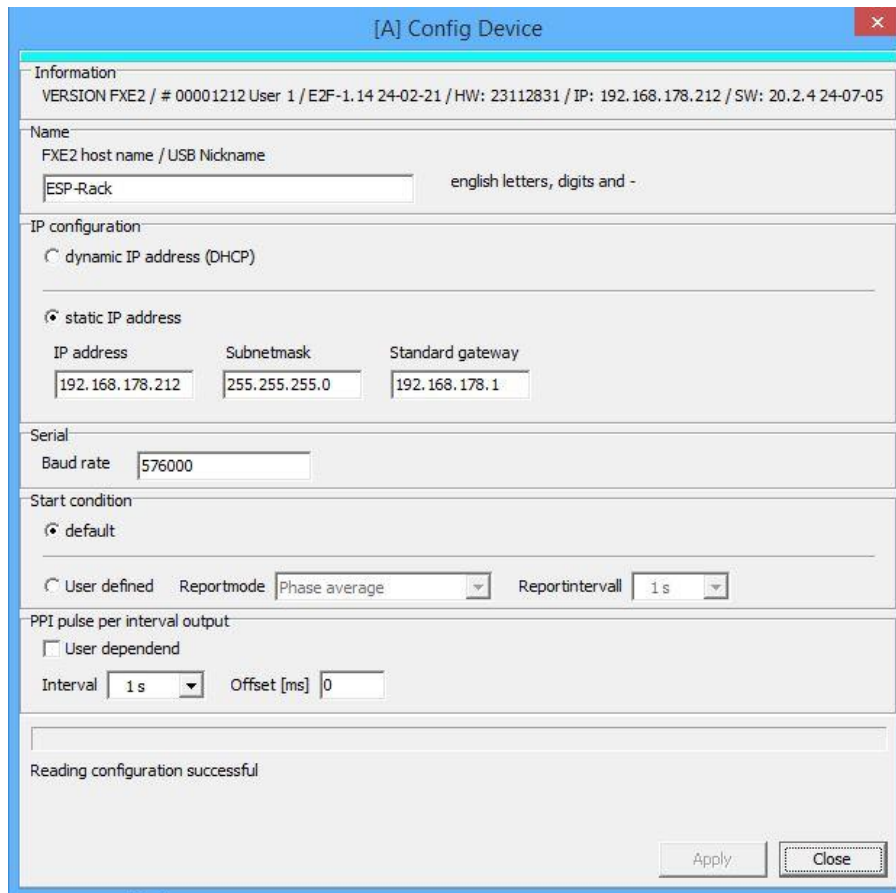 [A] Config Device
Information
VERSION FXE2 / # 00001212 User 1 / E2F-1.14 24-02-21 / HW: 23112831 / IP: 192.168.178.212 / SW: 20.2.4 24-07-05
Name
FXE2 host name / USB Nickname
ESP-Rack english letters, digits and -
IP configuration
dynamic IP address (DHCP)
static IP address
IP address Subnetmask Standard gateway
192.168.178.212 255.255.255.0 192.168.178.1
Serial
Baud rate 576000
Start condition
default
User defined Reportmode Phase average Reportintervall 1 s
PPI pulse per interval output
User dependend
Interval 1 s Offset [ms] 0
Reading configuration successful
Apply Close